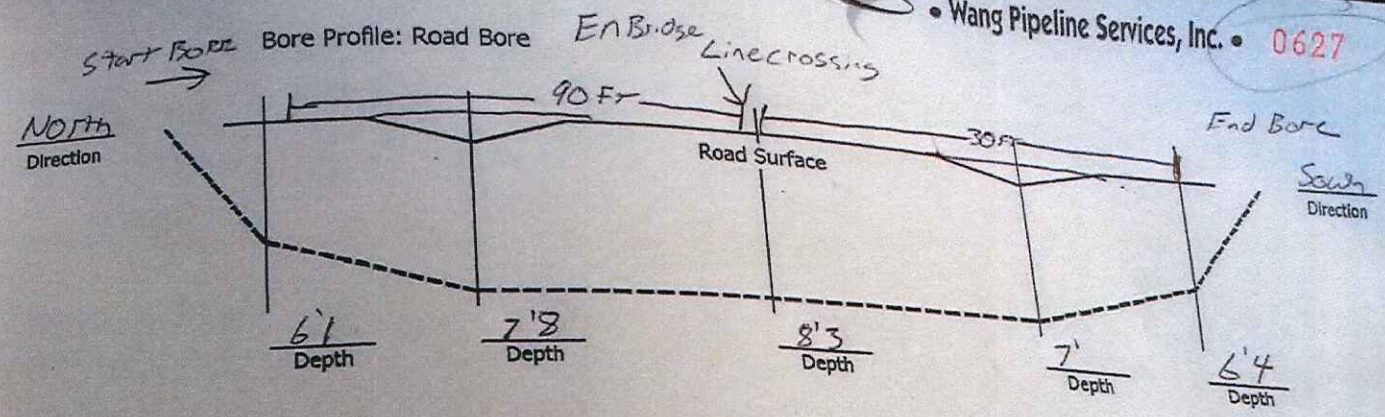 • Wang Pipeline Services, Inc. • 0627
Start Bore Bore Profile: Road Bore EnBridge
Line crossing
90 Ft
North
Direction
30 Ft
End Bore
Road Surface
South
Direction
6'1
Depth
7'8
Depth
8'3
Depth
7'
Depth
6'4
Depth